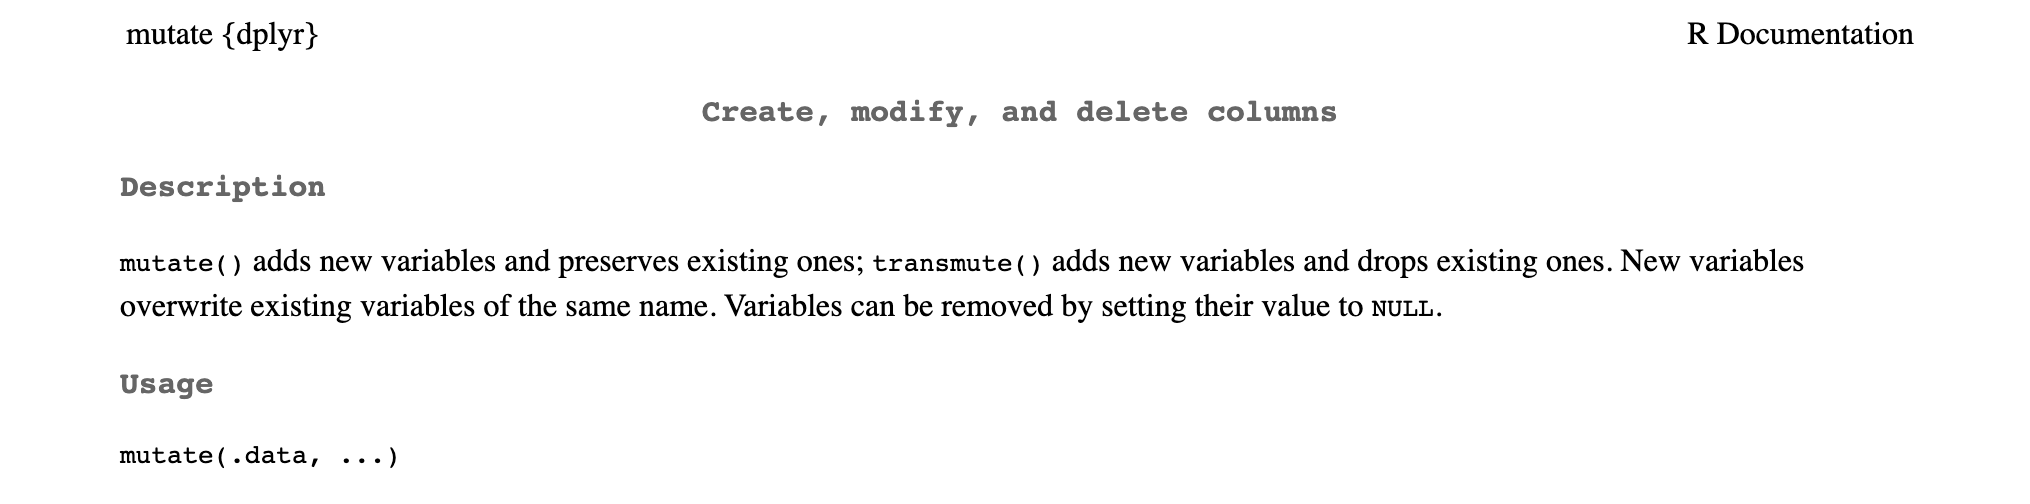 mutate {dplyr} R Documentation
Create, modify, and delete columns
Description
mutate() adds new variables and preserves existing ones; transmute() adds new variables and drops existing ones. New variables
overwrite existing variables of the same name. Variables can be removed by setting their value to NULL.
Usage
mutate(.data, ...)